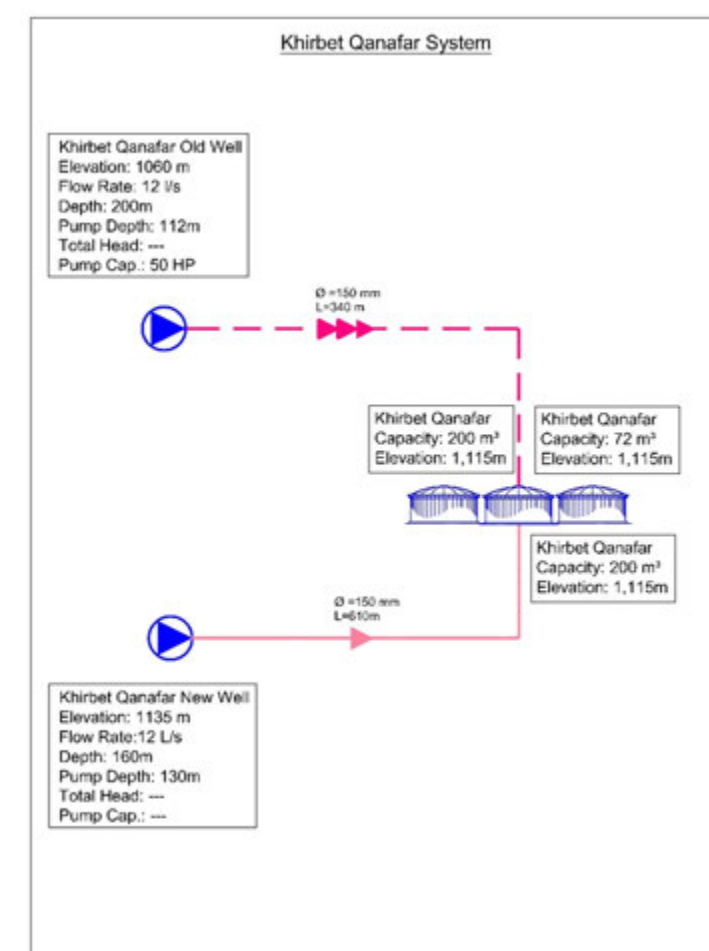 Khirbet Qanafar System
Khirbet Qanafar Old Well
Elevation: 1060 m
Flow Rate: 12 l/s
Depth: 200m
Pump Depth: 112m
Total Head: ---
Pump Cap.: 50 HP
Ø =150 mm
L=340 m
Khirbet Qanafar
Capacity: 200 m³
Elevation: 1,115m
Khirbet Qanafar
Capacity: 72 m³
Elevation: 1,115m
Khirbet Qanafar
Capacity: 200 m³
Elevation: 1,115m
Ø =150 mm
L=610m
Khirbet Qanafar New Well
Elevation: 1135 m
Flow Rate:12 L/s
Depth: 160m
Pump Depth: 130m
Total Head: ---
Pump Cap.: ---